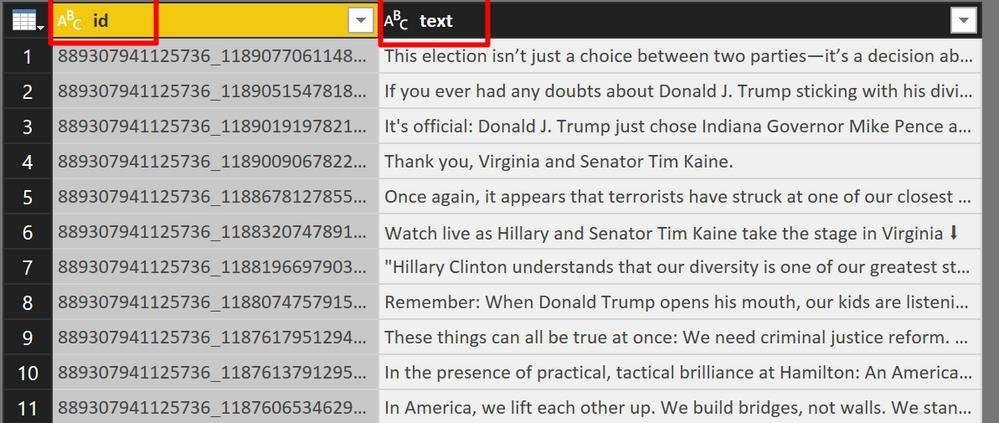 ABC id ABC text
1 889307941125736_1189077061148... This election isn’t just a choice between two parties—it’s a decision ab...
2 889307941125736_1189051547818... If you ever had any doubts about Donald J. Trump sticking with his divi...
3 889307941125736_1189019197821... It's official: Donald J. Trump just chose Indiana Governor Mike Pence a...
4 889307941125736_1189009067822... Thank you, Virginia and Senator Tim Kaine.
5 889307941125736_1188678127855... Once again, it appears that terrorists have struck at one of our closest ...
6 889307941125736_1188320747891... Watch live as Hillary and Senator Tim Kaine take the stage in Virginia ⬇
7 889307941125736_1188196697903... "Hillary Clinton understands that our diversity is one of our greatest st...
8 889307941125736_1188074757915... Remember: When Donald Trump opens his mouth, our kids are listeni...
9 889307941125736_1187617951294... These things can all be true at once: We need criminal justice reform. ...
10 889307941125736_1187613791295... In the presence of practical, tactical brilliance at Hamilton: An America...
11 889307941125736_1187606534629... In America, we lift each other up. We build bridges, not walls. We stan...